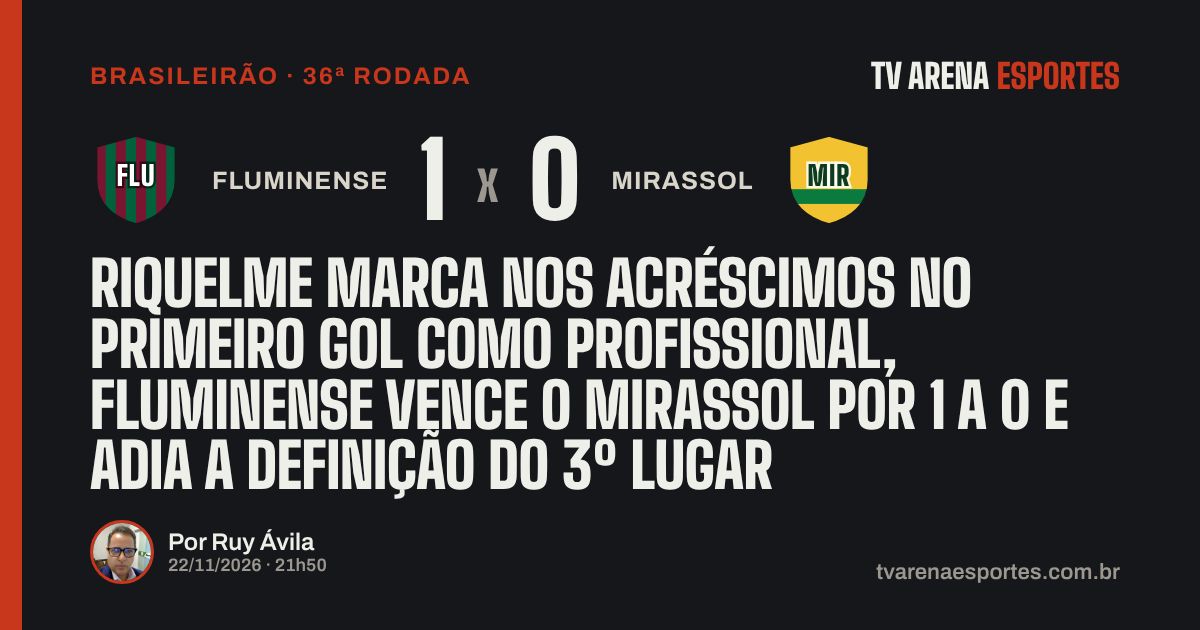 BRASILEIRÃO · 36ª RODADA
TV ARENA ESPORTES
FLU FLUMINENSE 1 x 0 MIRASSOL MIR
RIQUELME MARCA NOS ACRÉSCIMOS NO
PRIMEIRO GOL COMO PROFISSIONAL,
FLUMINENSE VENCE O MIRASSOL POR 1 A 0 E
ADIA A DEFINIÇÃO DO 3º LUGAR
Por Ruy Ávila
22/11/2026 · 21h50
tvarenaesportes.com.br